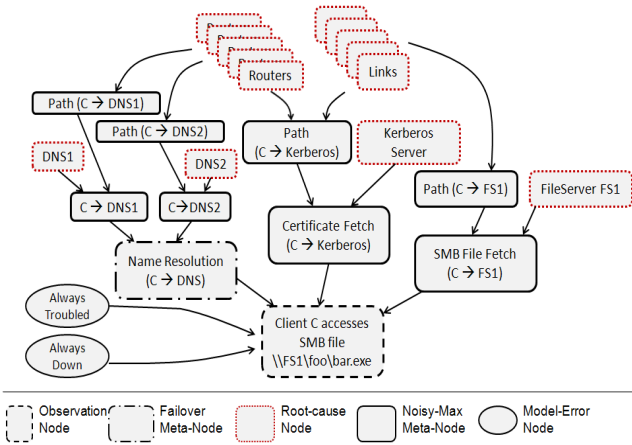 Routers
Links
Path (C → DNS1)
Path (C → DNS2)
Path
(C → Kerberos)
Kerberos
Server
DNS1
DNS2
Path (C → FS1)
FileServer FS1
C → DNS1
C→DNS2
Certificate Fetch
(C → Kerberos)
Name Resolution
(C → DNS)
SMB File Fetch
(C → FS1)
Always
Troubled
Client C accesses
SMB file
\\FS1\foo\bar.exe
Always
Down
Observation
Node
Failover
Meta-Node
Root-cause
Node
Noisy-Max
Meta-Node
Model-Error
Node